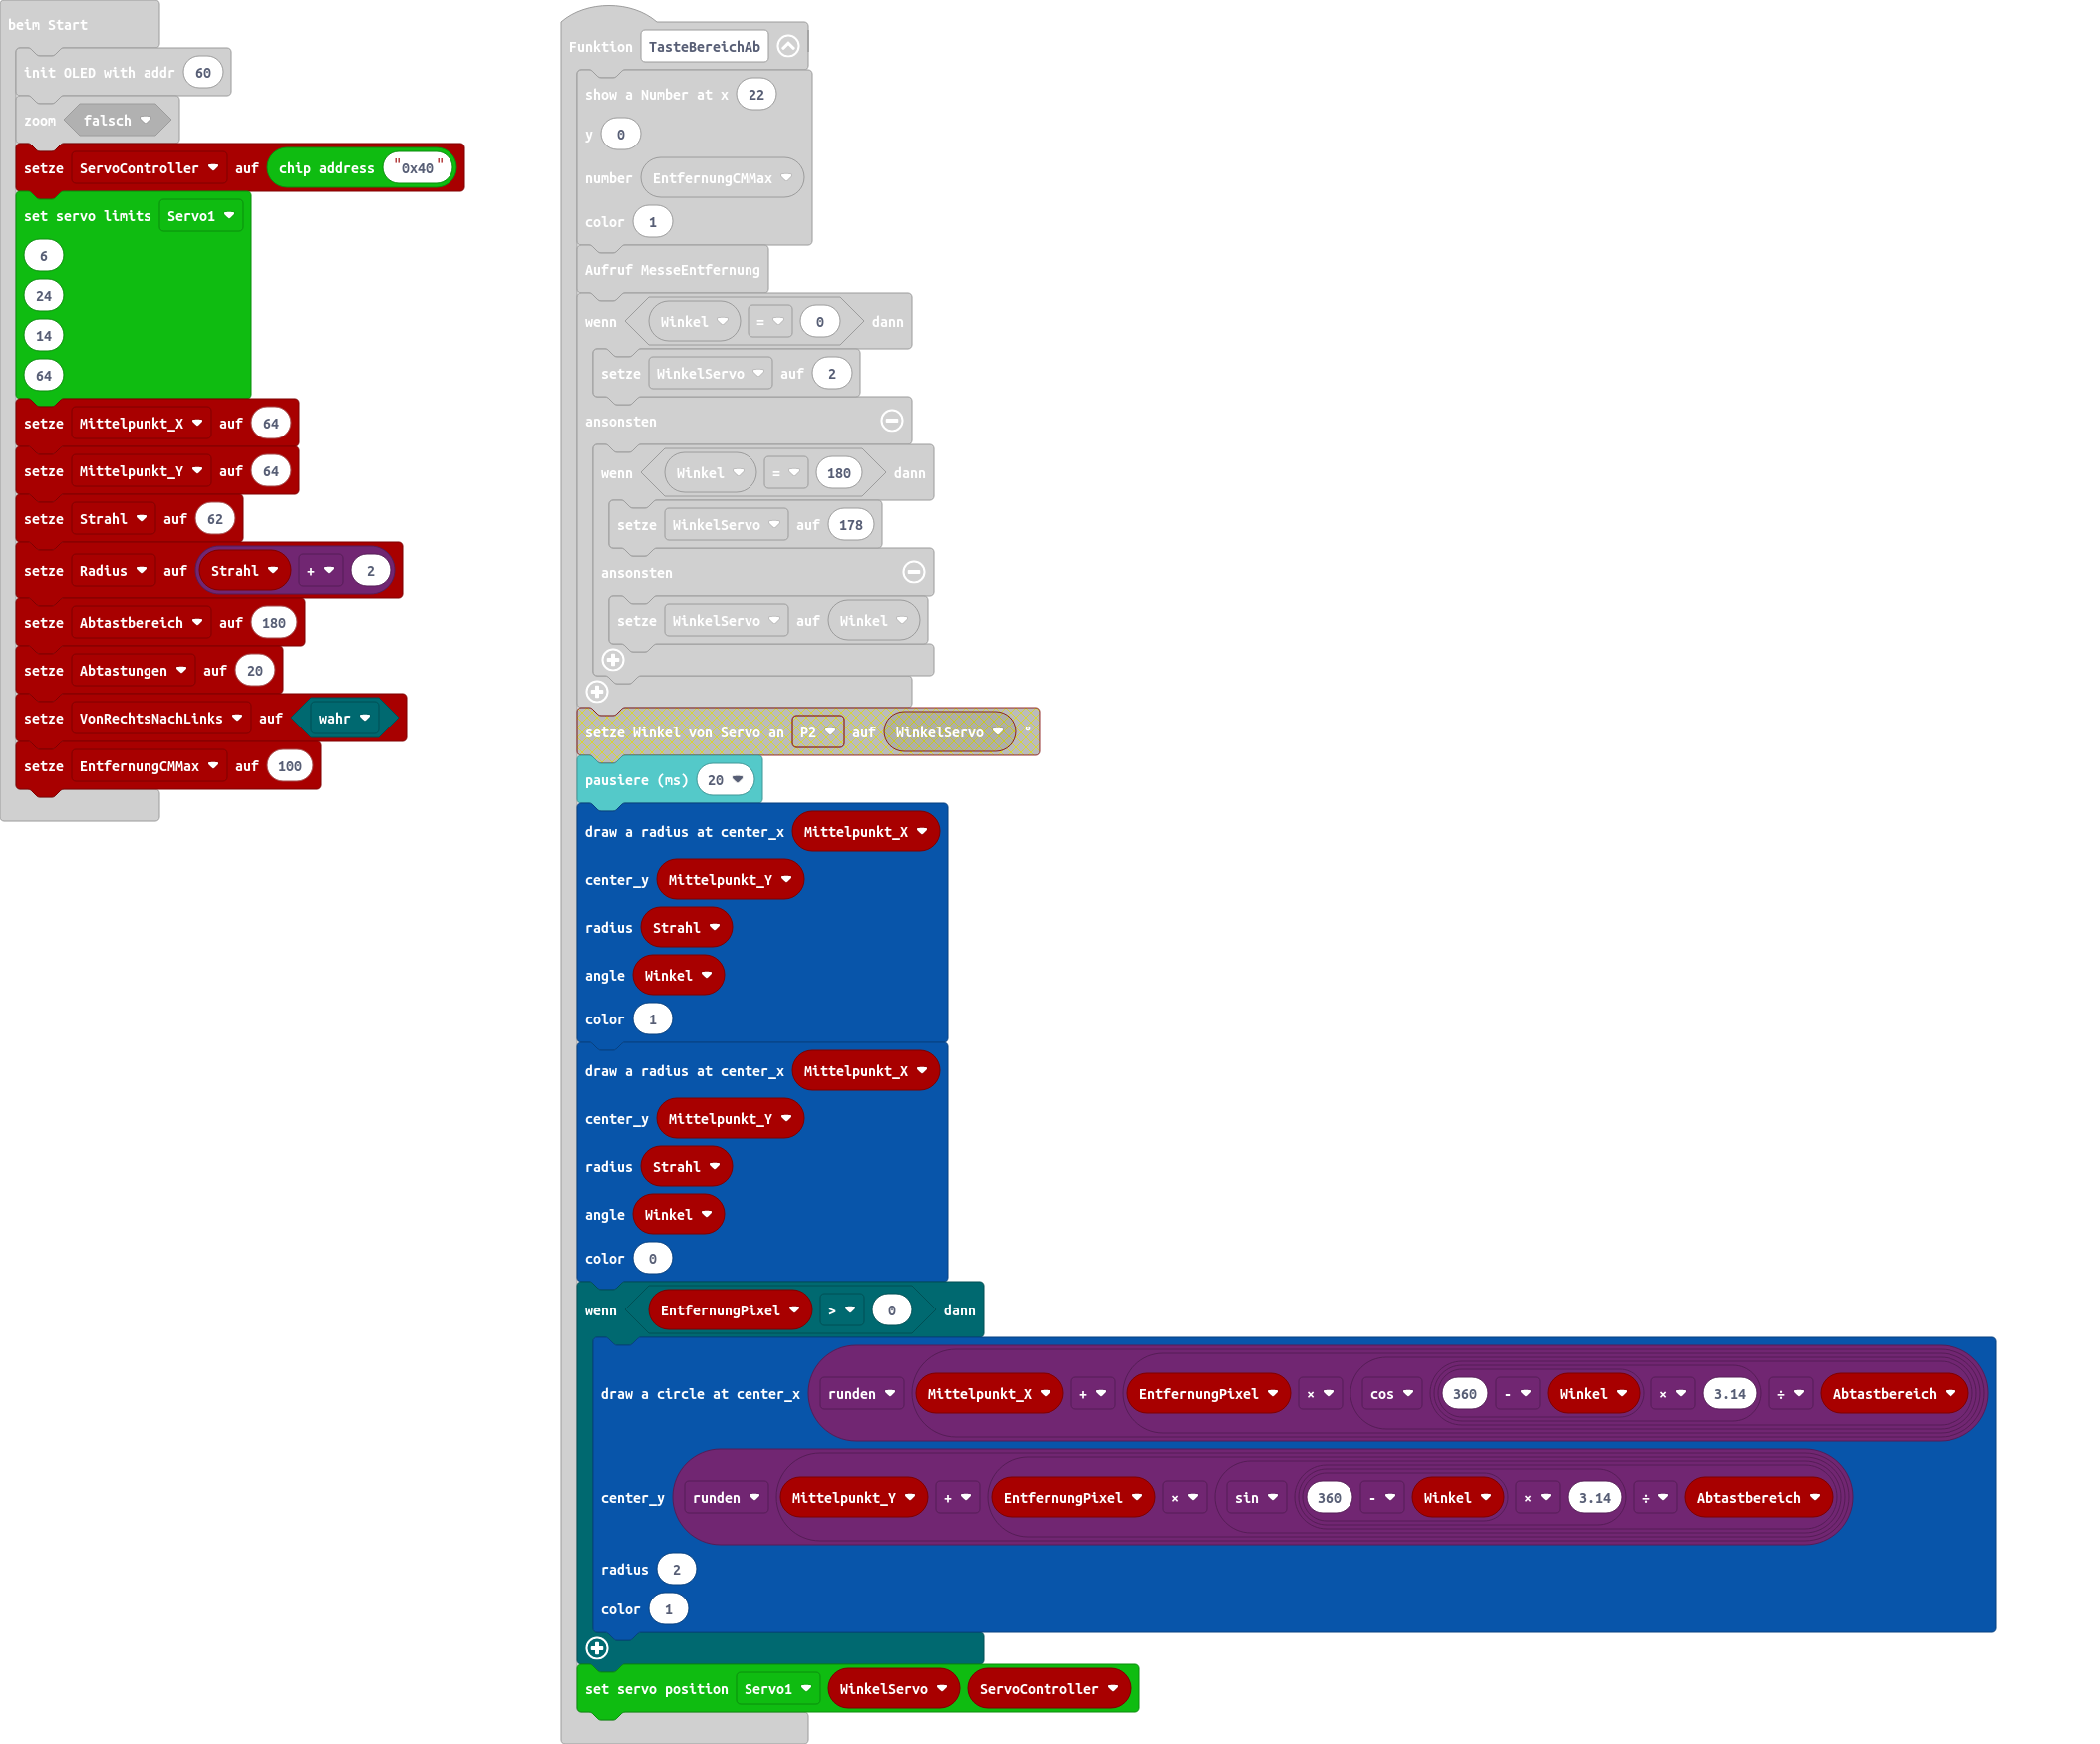 beim Start
init OLED with addr 60
zoom falsch
setze ServoController auf chip address "0x40"
set servo limits Servo1
6
24
14
64
setze Mittelpunkt_X auf 64
setze Mittelpunkt_Y auf 64
setze Strahl auf 62
setze Radius auf Strahl + 2
setze Abtastbereich auf 180
setze Abtastungen auf 20
setze VonRechtsNachLinks auf wahr
setze EntfernungCMMax auf 100
Funktion TasteBereichAb
show a Number at x 22
y 0
number EntfernungCMMax
color 1
Aufruf MesseEntfernung
wenn Winkel = 0 dann
setze WinkelServo auf 2
ansonsten
wenn Winkel = 180 dann
setze WinkelServo auf 178
ansonsten
setze WinkelServo auf Winkel
setze Winkel von Servo an P2 auf WinkelServo °
pausiere (ms) 20
draw a radius at center_x Mittelpunkt_X
center_y Mittelpunkt_Y
radius Strahl
angle Winkel
color 1
draw a radius at center_x Mittelpunkt_X
center_y Mittelpunkt_Y
radius Strahl
angle Winkel
color 0
wenn EntfernungPixel > 0 dann
draw a circle at center_x runden Mittelpunkt_X + EntfernungPixel × cos 360 - Winkel × 3.14 ÷ Abtastbereich
center_y runden Mittelpunkt_Y + EntfernungPixel × sin 360 - Winkel × 3.14 ÷ Abtastbereich
radius 2
color 1
set servo position Servo1 WinkelServo ServoController